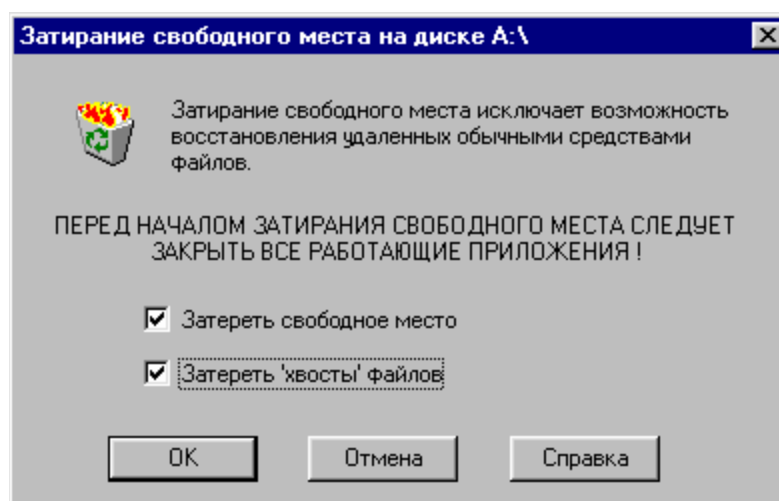 Затирание свободного места на диске A:\
Затирание свободного места исключает возможность
восстановления удаленных обычными средствами
файлов.
ПЕРЕД НАЧАЛОМ ЗАТИРАНИЯ СВОБОДНОГО МЕСТА СЛЕДУЕТ
ЗАКРЫТЬ ВСЕ РАБОТАЮЩИЕ ПРИЛОЖЕНИЯ !
Затереть свободное место
Затереть 'хвосты' файлов
OK
Отмена
Справка